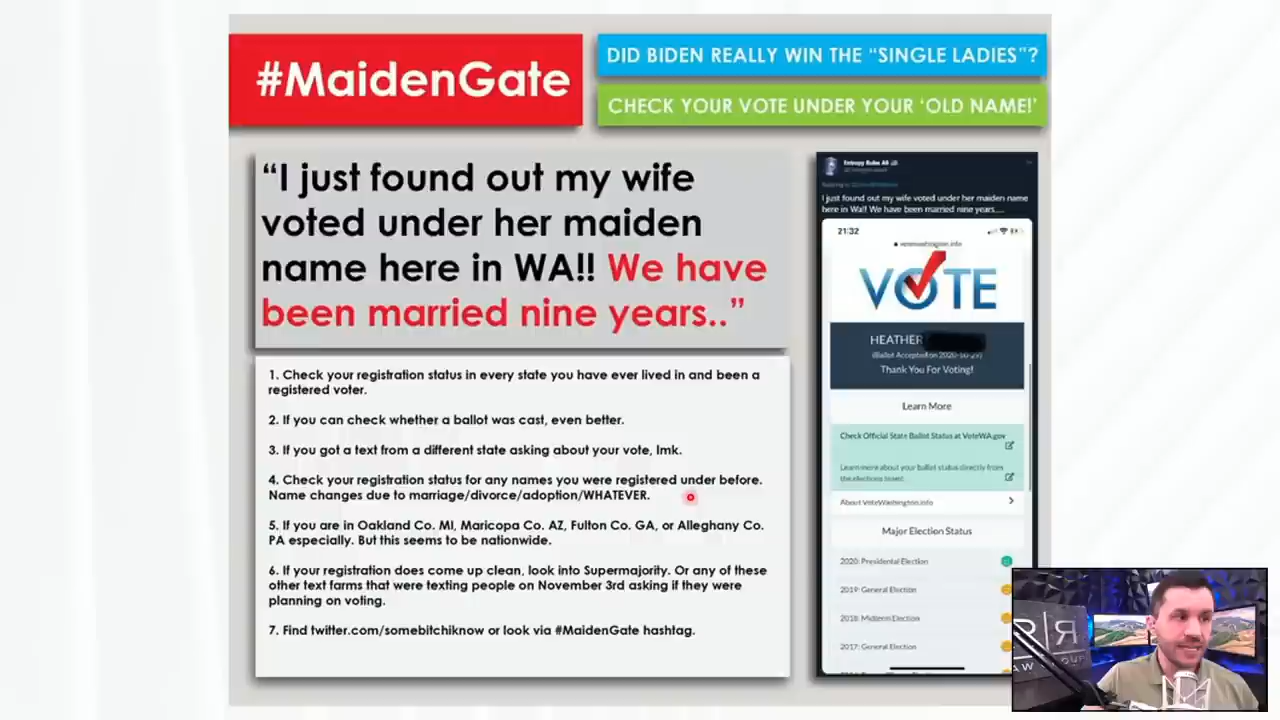 #MaidenGate
DID BIDEN REALLY WIN THE “SINGLE LADIES”?
CHECK YOUR VOTE UNDER YOUR ‘OLD NAME!’
“I just found out my wife
voted under her maiden
name here in WA!! We have
been married nine years..”
1. Check your registration status in every state you have ever lived in and been a
registered voter.
2. If you can check whether a ballot was cast, even better.
3. If you got a text from a different state asking about your vote, lmk.
4. Check your registration status for any names you were registered under before.
Name changes due to marriage/divorce/adoption/WHATEVER.
5. If you are in Oakland Co. MI, Maricopa Co. AZ, Fulton Co. GA, or Alleghany Co.
PA especially. But this seems to be nationwide.
6. If your registration does come up clean, look into Supermajority. Or any of these
other text farms that were texting people on November 3rd asking if they were
planning on voting.
7. Find twitter.com/somebitchiknow or look via #MaidenGate hashtag.
I just found out my wife voted under her maiden name
here in Wa!! We have been married nine years....
21:32
VOTE
HEATHER
(Ballot Accepted on 2020-10-29)
Thank You For Voting!
Learn More
Check Official State Ballot Status at VoteWA.gov
Learn more about your ballot status directly from
the elections board.
About VoteWashington.info
Major Election Status
2020: Presidential Election
2019: General Election
2018: Midterm Election
2017: General Election
R|R
AW GROUP